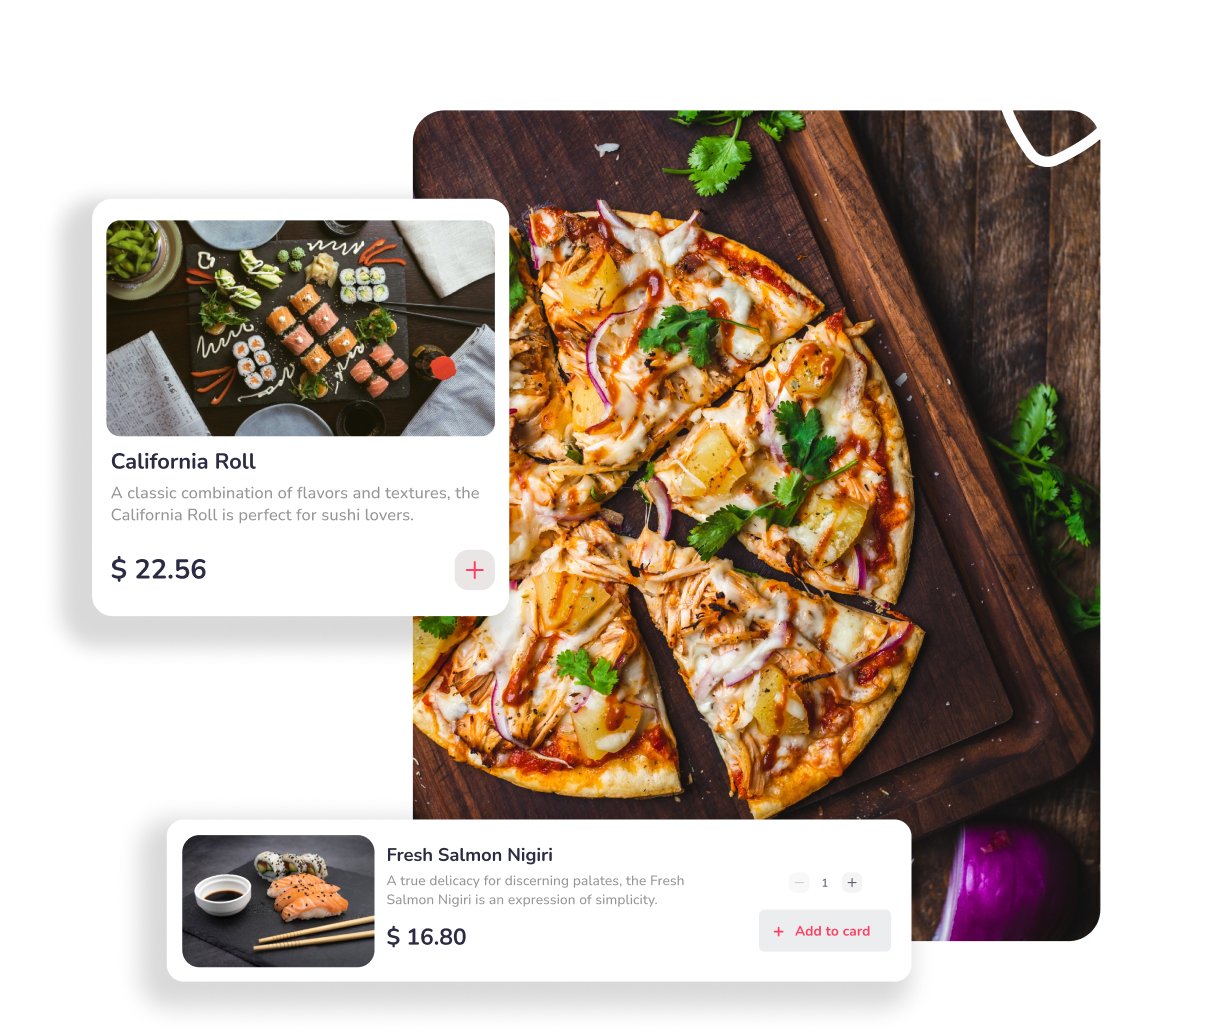 California Roll
A classic combination of flavors and textures, the
California Roll is perfect for sushi lovers.
$ 22.56
Fresh Salmon Nigiri
A true delicacy for discerning palates, the Fresh
Salmon Nigiri is an expression of simplicity.
− 1 +
$ 16.80
+ Add to card